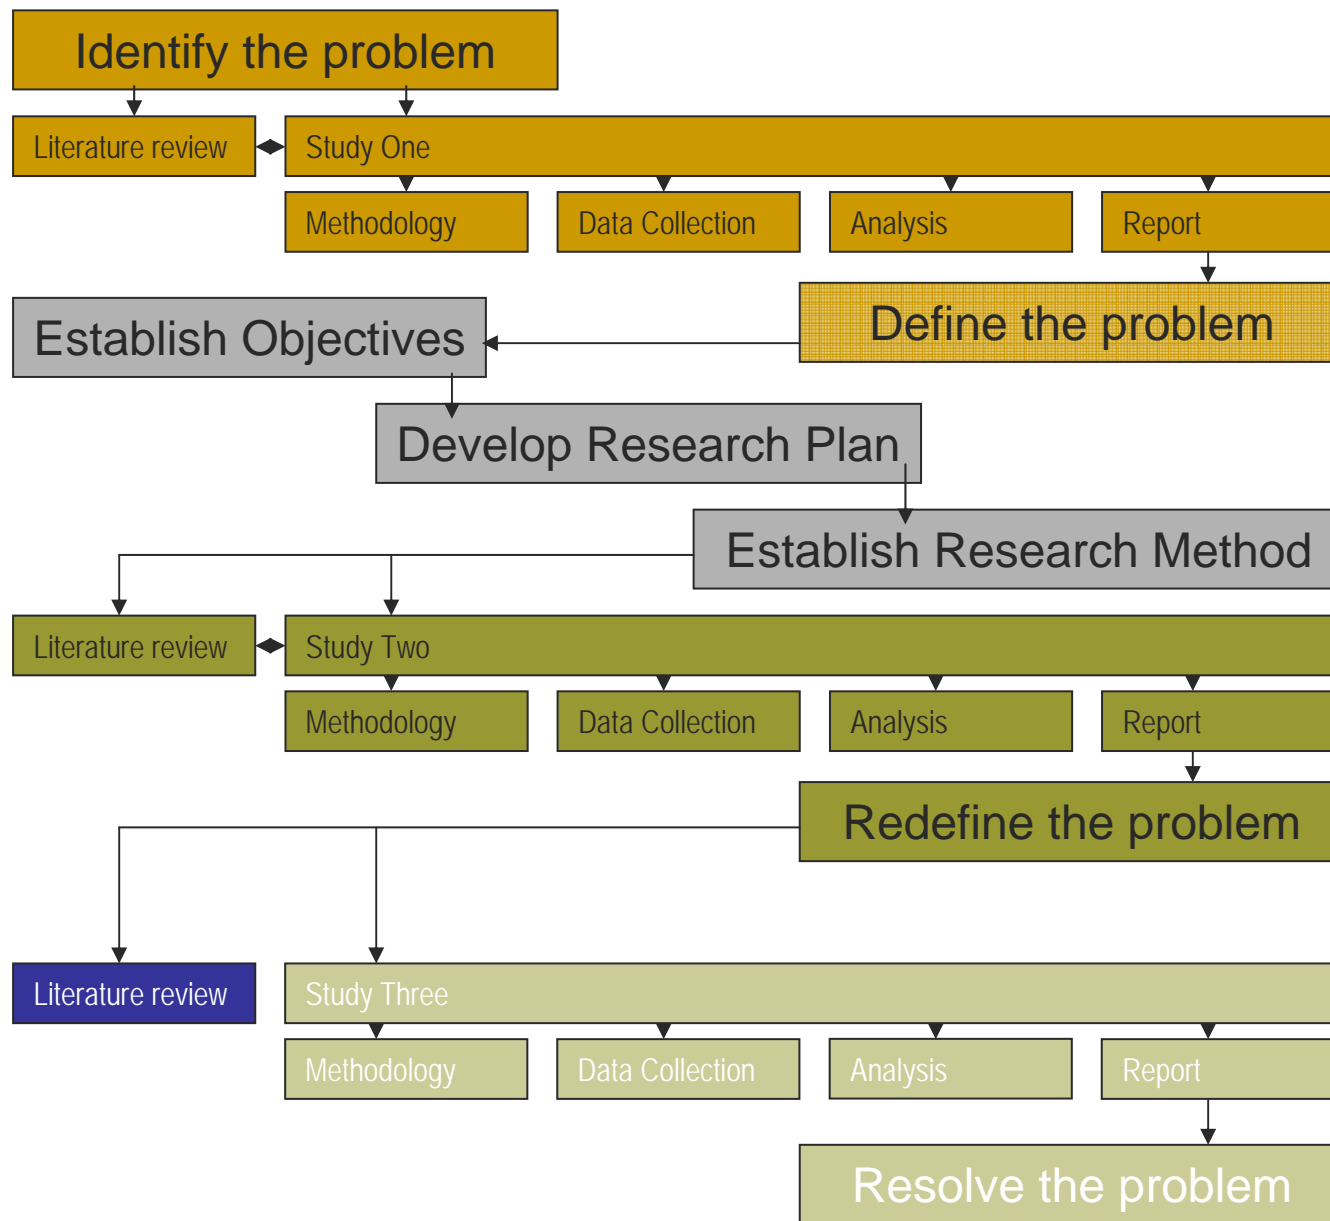 Identify the problem
Literature review
Study One
Methodology
Data Collection
Analysis
Report
Define the problem
Establish Objectives
Develop Research Plan
Establish Research Method
Literature review
Study Two
Methodology
Data Collection
Analysis
Report
Redefine the problem
Literature review
Study Three
Methodology
Data Collection
Analysis
Report
Resolve the problem